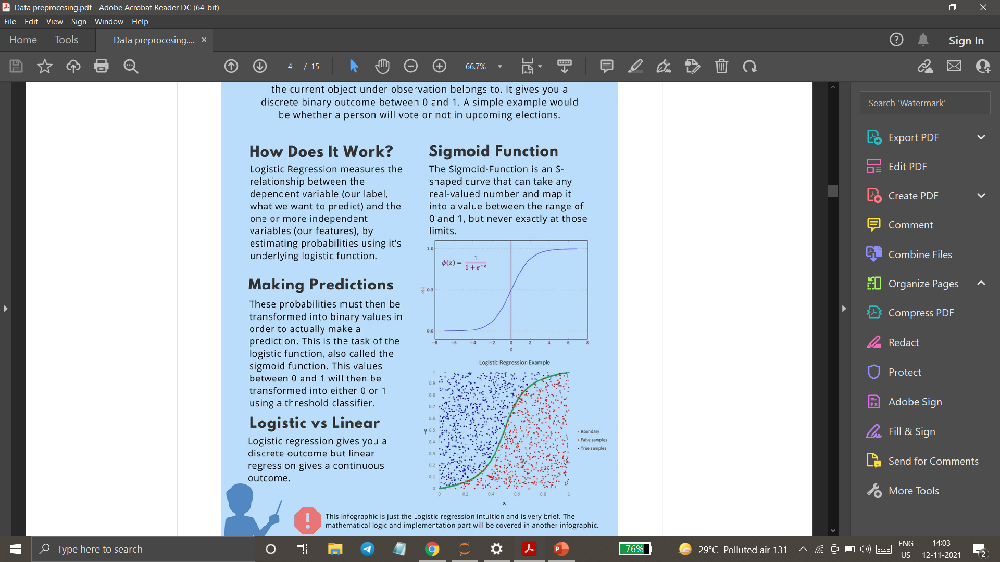 Data preprocesing.pdf - Adobe Acrobat Reader DC (64-bit)
File Edit View Sign Window Help
Home Tools Data preprocesing.... × Sign In
4 / 15 66.7%
the current object under observation belongs to. It gives you a
discrete binary outcome between 0 and 1. A simple example would
be whether a person will vote or not in upcoming elections.
How Does It Work?
Logistic Regression measures the
relationship between the
dependent variable (our label,
what we want to predict) and the
one or more independent
variables (our features), by
estimating probabilities using it's
underlying logistic function.
Making Predictions
These probabilities must then be
transformed into binary values in
order to actually make a
prediction. This is the task of the
logistic function, also called the
sigmoid function. This values
between 0 and 1 will then be
transformed into either 0 or 1
using a threshold classifier.
Logistic vs Linear
Logistic regression gives you a
discrete outcome but linear
regression gives a continuous
outcome.
Sigmoid Function
The Sigmoid-Function is an S-
shaped curve that can take any
real-valued number and map it
into a value between the range of
0 and 1, but never exactly at those
limits.
1.0
ϕ(z) = 1 / 1 + e^−z
0.5
ϕ(z)
0.0
−8 −6 −4 −2 0 2 4 6 8
z
Logistic Regression Example
1
0.9
0.8
0.7
0.6
y 0.5
0.4
0.3
0.2
0.1
0
0 0.2 0.4 0.6 0.8 1
x
Boundary
False samples
True samples
This infographic is just the Logistic regression intuition and is very brief. The
mathematical logic and implementation part will be covered in another infographic.
Search 'Watermark'
Export PDF
Edit PDF
Create PDF
Comment
Combine Files
Organize Pages
Compress PDF
Redact
Protect
Adobe Sign
Fill & Sign
Send for Comments
More Tools
Type here to search
76%
29°C Polluted air 131
ENG
US
14:03
12-11-2021
2